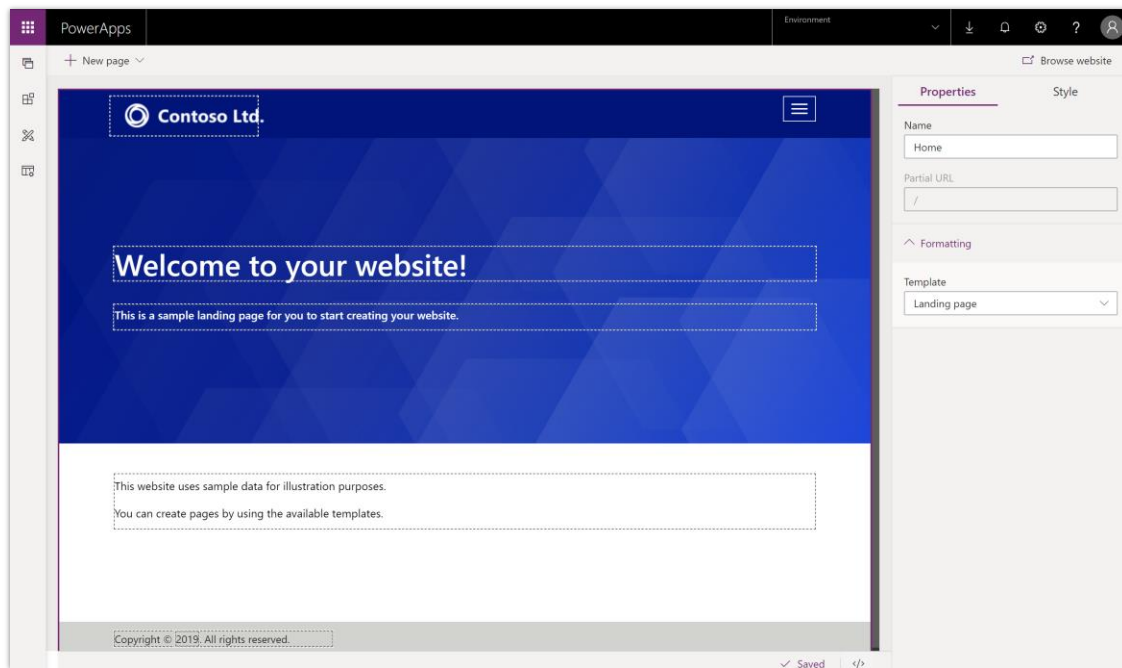 PowerApps
Environment
?
New page
Browse website
Contoso Ltd.
Properties
Style
Name
Home
Partial URL
/
Formatting
Template
Landing page
Welcome to your website!
This is a sample landing page for you to start creating your website.
This website uses sample data for illustration purposes.
You can create pages by using the available templates.
Copyright © 2019. All rights reserved.
Saved
</>